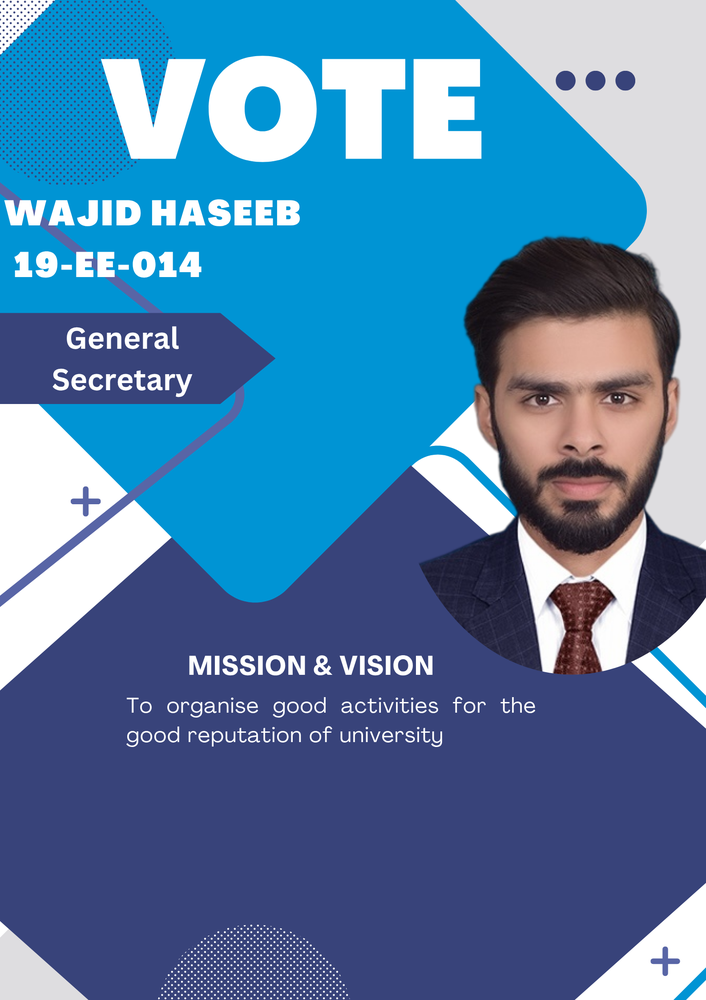 VOTE
WAJID HASEEB
19-EE-014
General
Secretary
MISSION & VISION
To organise good activities for the
good reputation of university